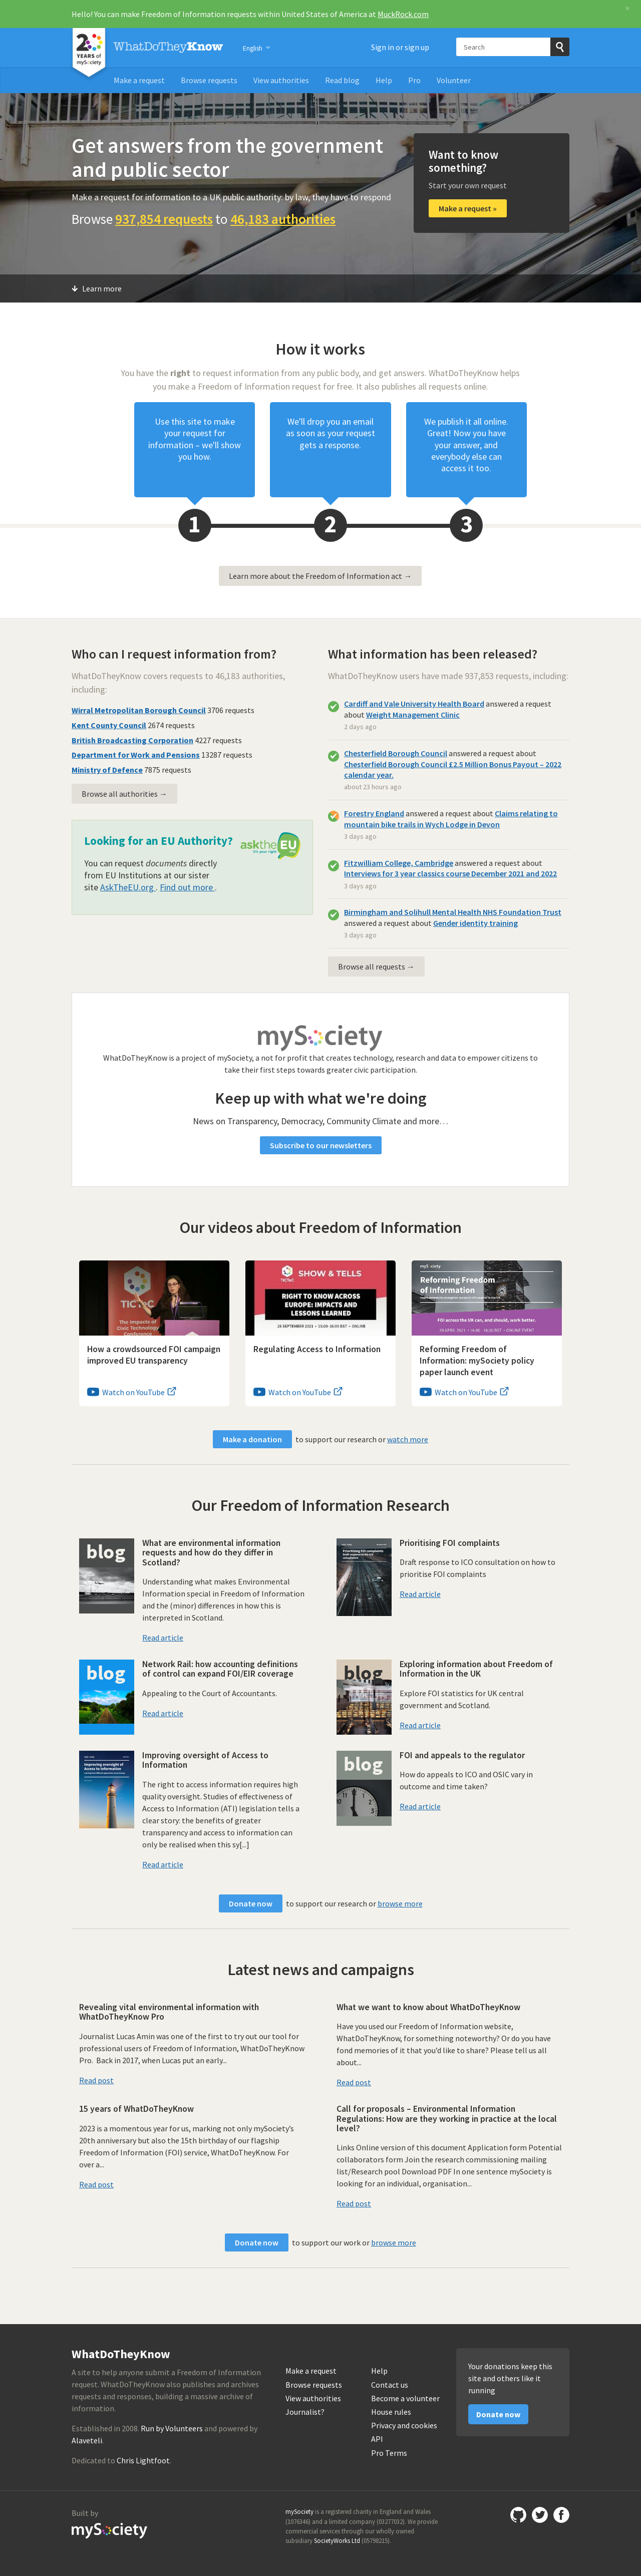 Hello! You can make Freedom of Information requests within United States of America at MuckRock.com
×
20
YEARS of
mySociety
WhatDoTheyKnow
English
Sign in or sign up
Search
Make a request
Browse requests
View authorities
Read blog
Help
Pro
Volunteer
Get answers from the government
and public sector
Make a request for information to a UK public authority: by law, they have to respond
Browse 937,854 requests to 46,183 authorities
Want to know
something?
Start your own request
Make a request »
Learn more
How it works
You have the right to request information from any public body, and get answers. WhatDoTheyKnow helps
you make a Freedom of Information request for free. It also publishes all requests online.
Use this site to make
your request for
information – we'll show
you how.
We'll drop you an email
as soon as your request
gets a response.
We publish it all online.
Great! Now you have
your answer, and
everybody else can
access it too.
1
2
3
Learn more about the Freedom of Information act →
Who can I request information from?
WhatDoTheyKnow covers requests to 46,183 authorities,
including:
Wirral Metropolitan Borough Council 3706 requests
Kent County Council 2674 requests
British Broadcasting Corporation 4227 requests
Department for Work and Pensions 13287 requests
Ministry of Defence 7875 requests
Browse all authorities →
Looking for an EU Authority?
asktheEU
it's your right
You can request documents directly
from EU Institutions at our sister
site AskTheEU.org . Find out more .
What information has been released?
WhatDoTheyKnow users have made 937,853 requests, including:
Cardiff and Vale University Health Board answered a request
about Weight Management Clinic
2 days ago
Chesterfield Borough Council answered a request about
Chesterfield Borough Council £2.5 Million Bonus Payout – 2022
calendar year.
about 23 hours ago
Forestry England answered a request about Claims relating to
mountain bike trails in Wych Lodge in Devon
3 days ago
Fitzwilliam College, Cambridge answered a request about
Interviews for 3 year classics course December 2021 and 2022
3 days ago
Birmingham and Solihull Mental Health NHS Foundation Trust
answered a request about Gender identity training
3 days ago
Browse all requests →
mySociety
WhatDoTheyKnow is a project of mySociety, a not for profit that creates technology, research and data to empower citizens to
take their first steps towards greater civic participation.
Keep up with what we're doing
News on Transparency, Democracy, Community Climate and more…
Subscribe to our newsletters
Our videos about Freedom of Information
TICTeC
The Impacts of
Civic Technology
Conference
SHOW & TELLS
RIGHT TO KNOW ACROSS
EUROPE: IMPACTS AND
LESSONS LEARNED
mySociety
Reforming Freedom
of Information
FOI across the UK can, and should, work better.
How a crowdsourced FOI campaign
improved EU transparency
Watch on YouTube
Regulating Access to Information
Watch on YouTube
Reforming Freedom of
Information: mySociety policy
paper launch event
Watch on YouTube
Make a donation to support our research or watch more
Our Freedom of Information Research
blog
What are environmental information
requests and how do they differ in
Scotland?
Understanding what makes Environmental
Information special in Freedom of Information
and the (minor) differences in how this is
interpreted in Scotland.
Read article
Prioritising FOI complaints
Draft response to ICO consultation on how to
prioritise FOI complaints
Read article
blog
Network Rail: how accounting definitions
of control can expand FOI/EIR coverage
Appealing to the Court of Accountants.
Read article
blog
Exploring information about Freedom of
Information in the UK
Explore FOI statistics for UK central
government and Scotland.
Read article
Improving oversight of
Access to Information
Improving oversight of Access to
Information
The right to access information requires high
quality oversight. Studies of effectiveness of
Access to Information (ATI) legislation tells a
clear story: the benefits of greater
transparency and access to information can
only be realised when this sy[...]
Read article
blog
FOI and appeals to the regulator
How do appeals to ICO and OSIC vary in
outcome and time taken?
Read article
Donate now to support our research or browse more
Latest news and campaigns
Revealing vital environmental information with
WhatDoTheyKnow Pro
Journalist Lucas Amin was one of the first to try out our tool for
professional users of Freedom of Information, WhatDoTheyKnow
Pro. Back in 2017, when Lucas put an early...
Read post
What we want to know about WhatDoTheyKnow
Have you used our Freedom of Information website,
WhatDoTheyKnow, for something noteworthy? Or do you have
fond memories of it that you'd like to share? Please tell us all
about...
Read post
15 years of WhatDoTheyKnow
2023 is a momentous year for us, marking not only mySociety's
20th anniversary but also the 15th birthday of our flagship
Freedom of Information (FOI) service, WhatDoTheyKnow. For
over a...
Read post
Call for proposals – Environmental Information
Regulations: How are they working in practice at the local
level?
Links Online version of this document Application form Potential
collaborators form Join the research commissioning mailing
list/Research pool Download PDF In one sentence mySociety is
looking for an individual, organisation...
Read post
Donate now to support our work or browse more
WhatDoTheyKnow
A site to help anyone submit a Freedom of Information
request. WhatDoTheyKnow also publishes and archives
requests and responses, building a massive archive of
information.
Established in 2008. Run by Volunteers and powered by
Alaveteli.
Dedicated to Chris Lightfoot.
Make a request
Browse requests
View authorities
Journalist?
Help
Contact us
Become a volunteer
House rules
Privacy and cookies
API
Pro Terms
Your donations keep this
site and others like it
running
Donate now
Built by
mySociety
mySociety is a registered charity in England and Wales
(1076346) and a limited company (03277032). We provide
commercial services through our wholly owned
subsidiary SocietyWorks Ltd (05798215).